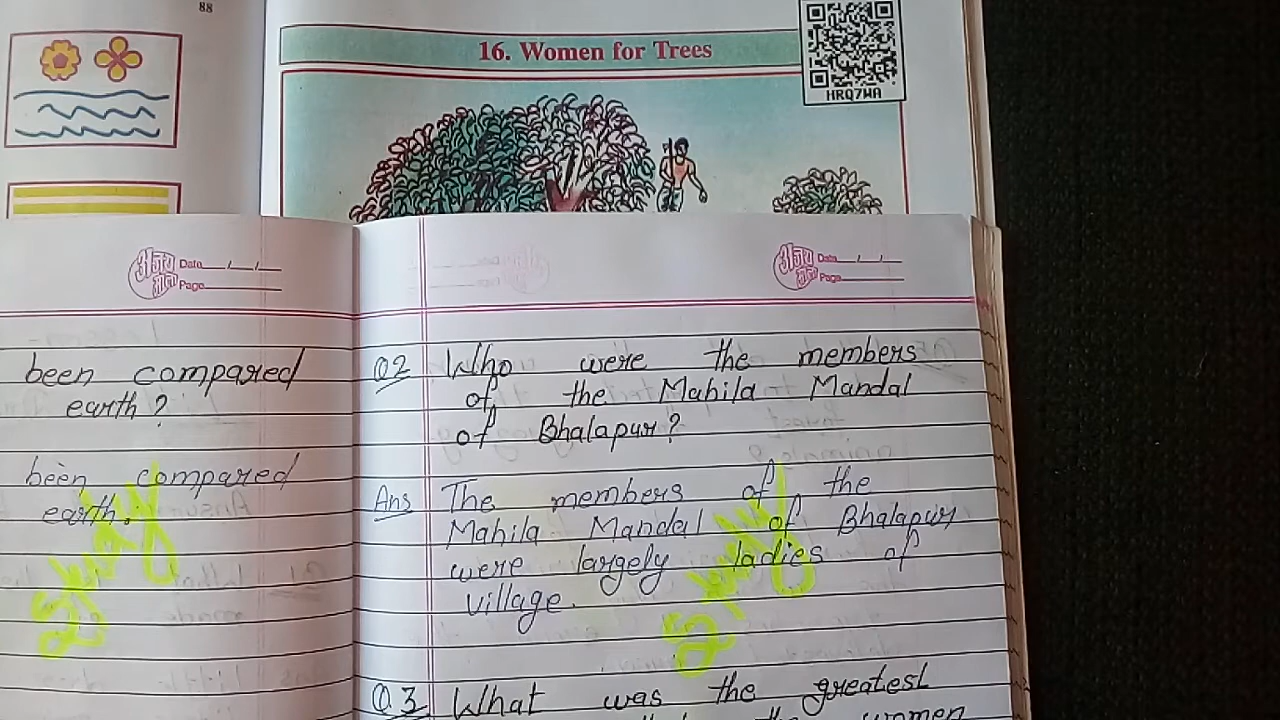 88
16. Women for Trees
HRQ7WA
Date
Page
Date
Page
been compared
earth?
been compared
earth.
Q2 Who were the members
of the Mahila Mandal
of Bhalapur?
Ans The members of the
Mahila Mandal of Bhalapur
were largely ladies of
village.
Q3 What was the greatest
women